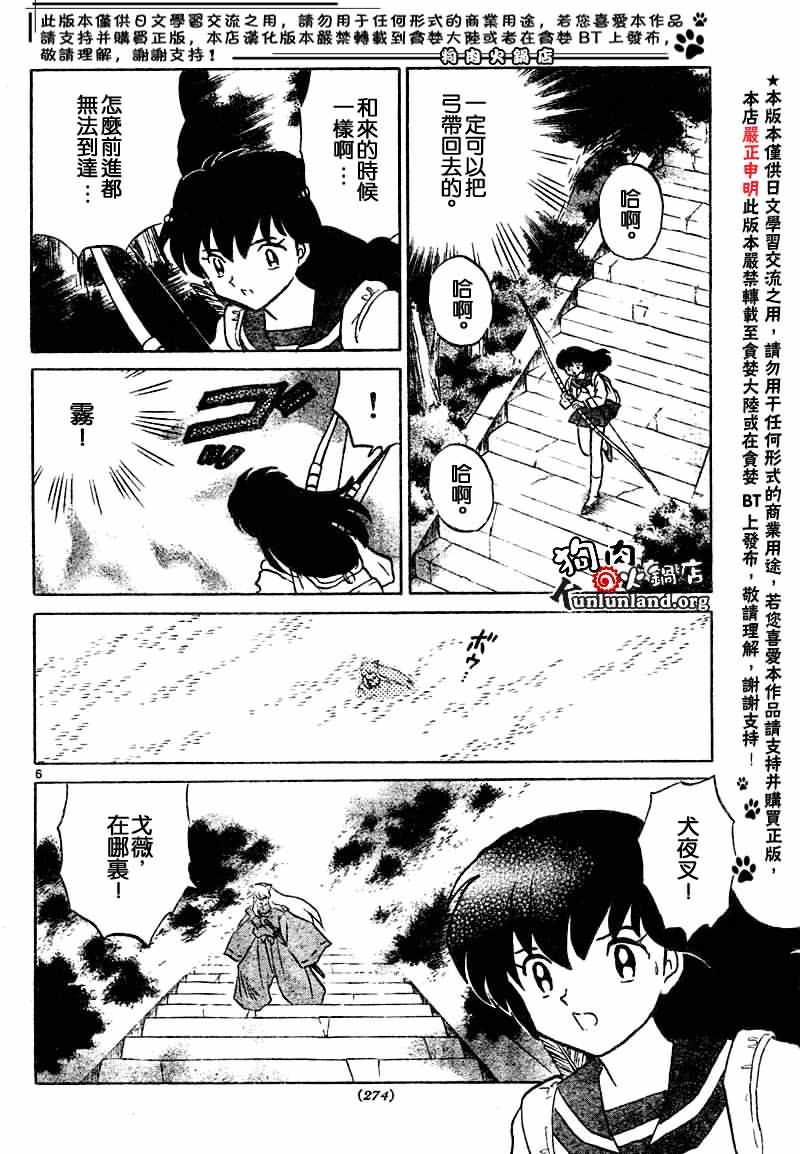 此版本僅供日文學習交流之用，請勿用于任何形式的商業用途，若您喜愛本作品
請支持并購買正版，本店漢化版本嚴禁轉載到貪婪大陸或者在貪婪 BT 上發布，
敬請理解，謝謝支持！
狗肉火鍋店
★本版本僅供日文學習交流之用，請勿用于任何形式的商業用途，若您喜愛本作品請支持并購買正版，
本店嚴正申明此版本嚴禁轉載至貪婪大陸或在貪婪 BT 上發布，敬請理解，謝謝支持！
一定可以把
弓帶回去的。
哈啊。
哈啊。
哈啊。
狗肉火鍋店
Kunlunland.org
和來的時候
一樣啊…
怎麼前進都
無法到達…
！
ゴ
霧！
ボウ…
6
犬夜叉！
戈薇，
在哪裏！
(274)